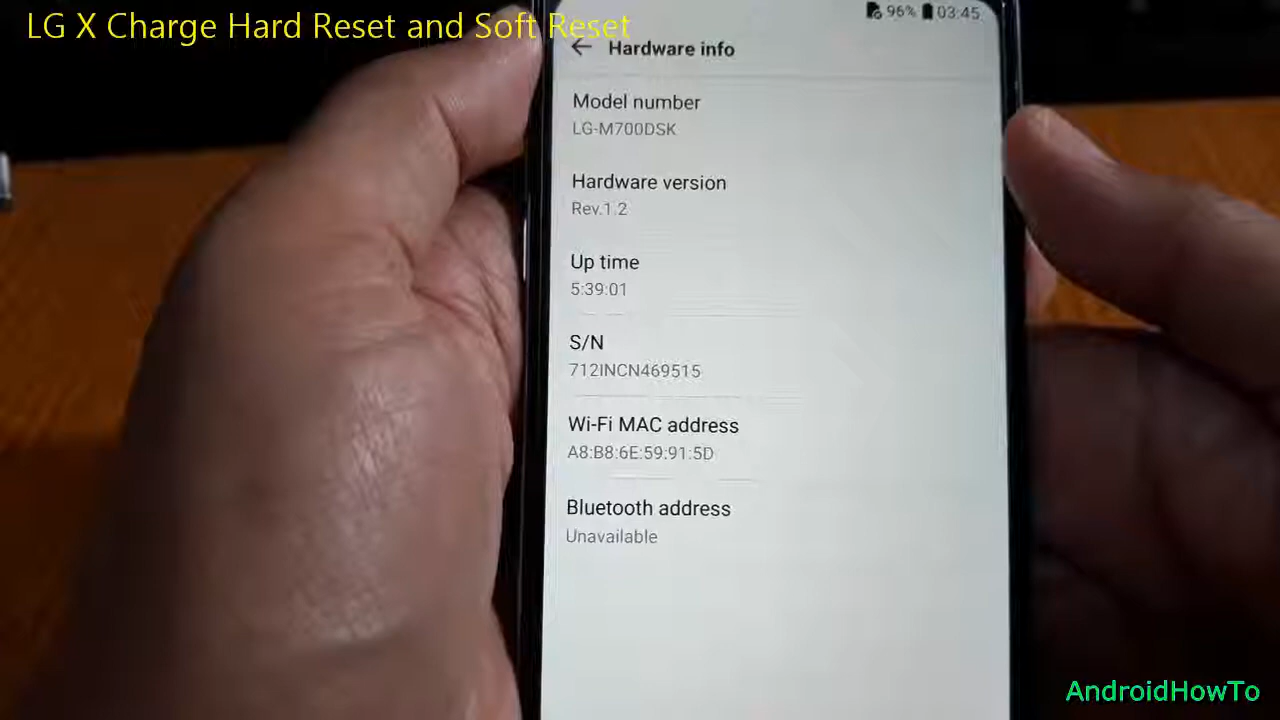 LG X Charge Hard Reset and Soft Reset
96% 03:45
Hardware info
Model number
LG-M700DSK
Hardware version
Rev.1.2
Up time
5:39:01
S/N
712INCN469515
Wi-Fi MAC address
A8:B8:6E:59:91:5D
Bluetooth address
Unavailable
AndroidHowTo